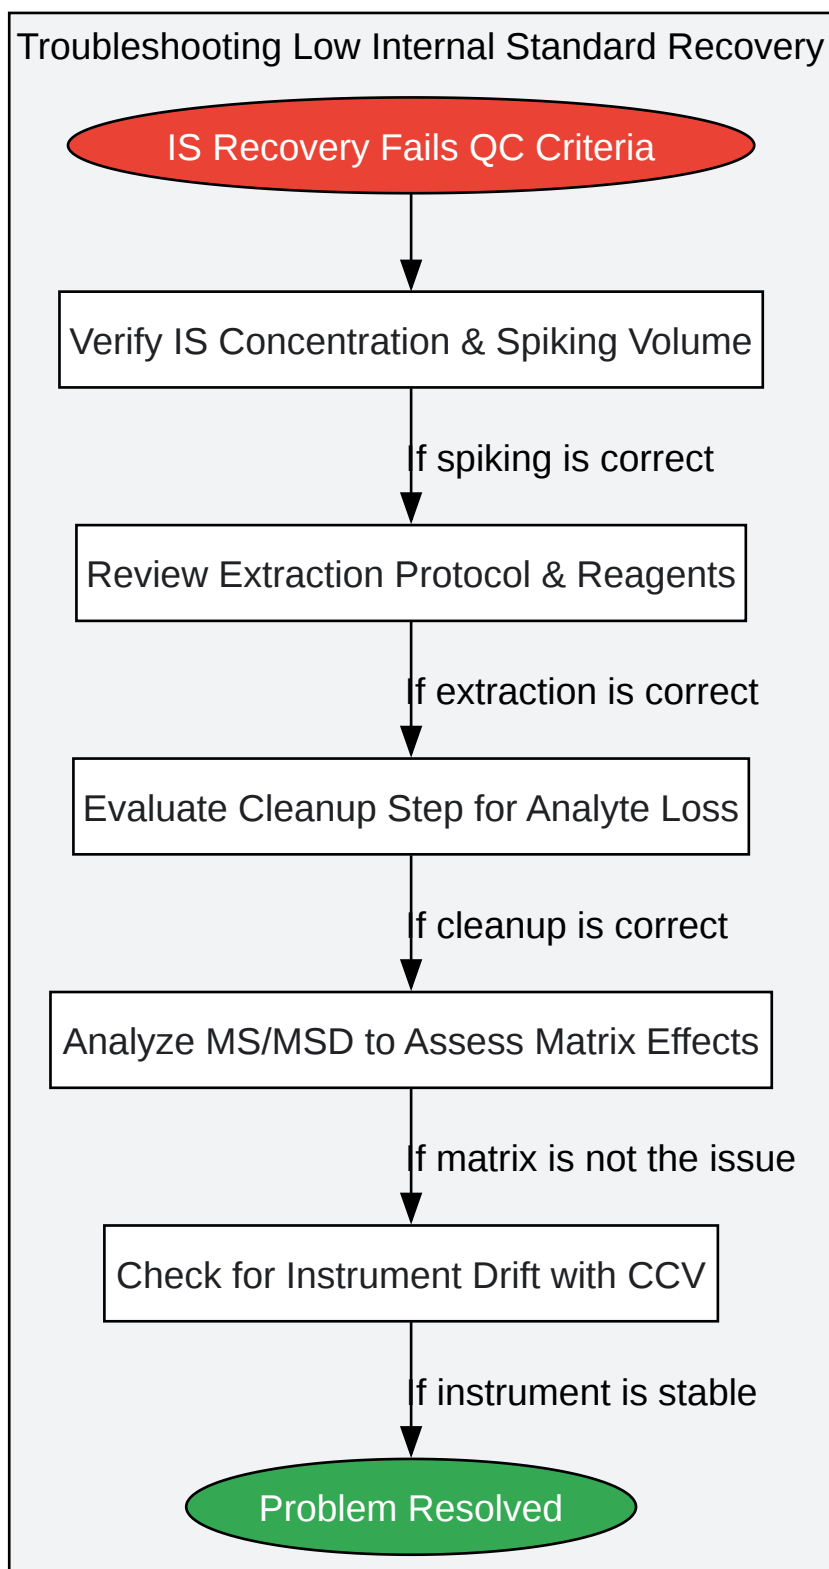 Troubleshooting Low Internal Standard Recovery
IS Recovery Fails QC Criteria
Verify IS Concentration & Spiking Volume
If spiking is correct
Review Extraction Protocol & Reagents
If extraction is correct
Evaluate Cleanup Step for Analyte Loss
If cleanup is correct
Analyze MS/MSD to Assess Matrix Effects
If matrix is not the issue
Check for Instrument Drift with CCV
If instrument is stable
Problem Resolved